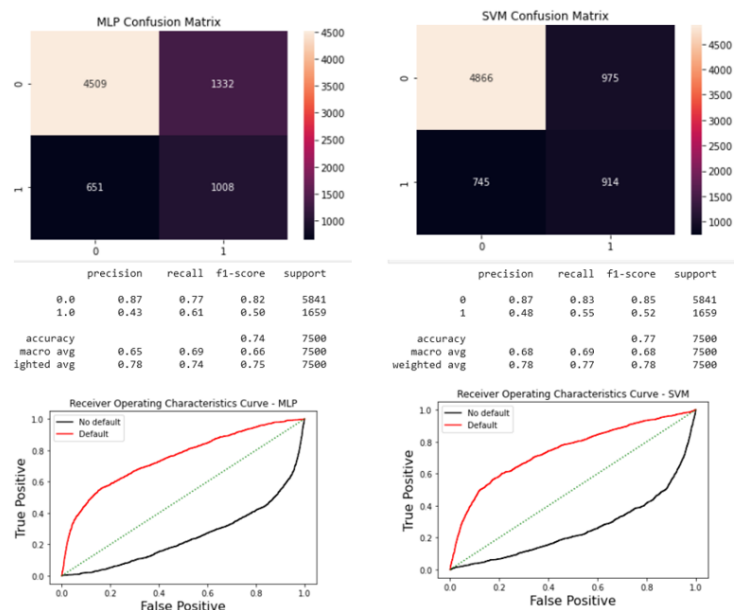 MLP Confusion Matrix
0
4509
1332
1
651
1008
0
1
4500
4000
3500
3000
2500
2000
1500
1000
precision recall f1-score support
0.0 0.87 0.77 0.82 5841
1.0 0.43 0.61 0.50 1659
accuracy 0.74 7500
macro avg 0.65 0.69 0.66 7500
ighted avg 0.78 0.74 0.75 7500
Receiver Operating Characteristics Curve - MLP
No default
Default
True Positive
1.0
0.8
0.6
0.4
0.2
0.0
0.0 0.2 0.4 0.6 0.8 1.0
False Positive
SVM Confusion Matrix
0
4866
975
1
745
914
0
1
4500
4000
3500
3000
2500
2000
1500
1000
precision recall f1-score support
0 0.87 0.83 0.85 5841
1 0.48 0.55 0.52 1659
accuracy 0.77 7500
macro avg 0.68 0.69 0.68 7500
weighted avg 0.78 0.77 0.78 7500
Receiver Operating Characteristics Curve - SVM
No default
Default
True Positive
1.0
0.8
0.6
0.4
0.2
0.0
0.0 0.2 0.4 0.6 0.8 1.0
False Positive